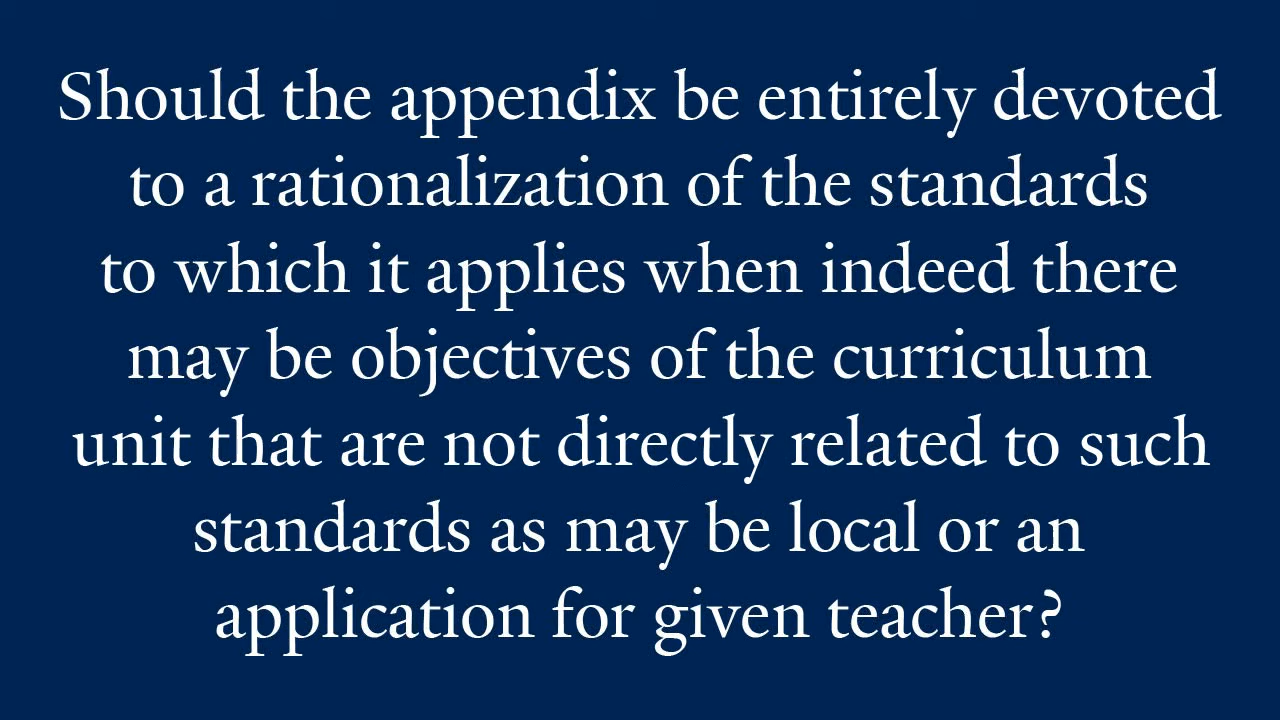 Should the appendix be entirely devoted
to a rationalization of the standards
to which it applies when indeed there
may be objectives of the curriculum
unit that are not directly related to such
standards as may be local or an
application for given teacher?